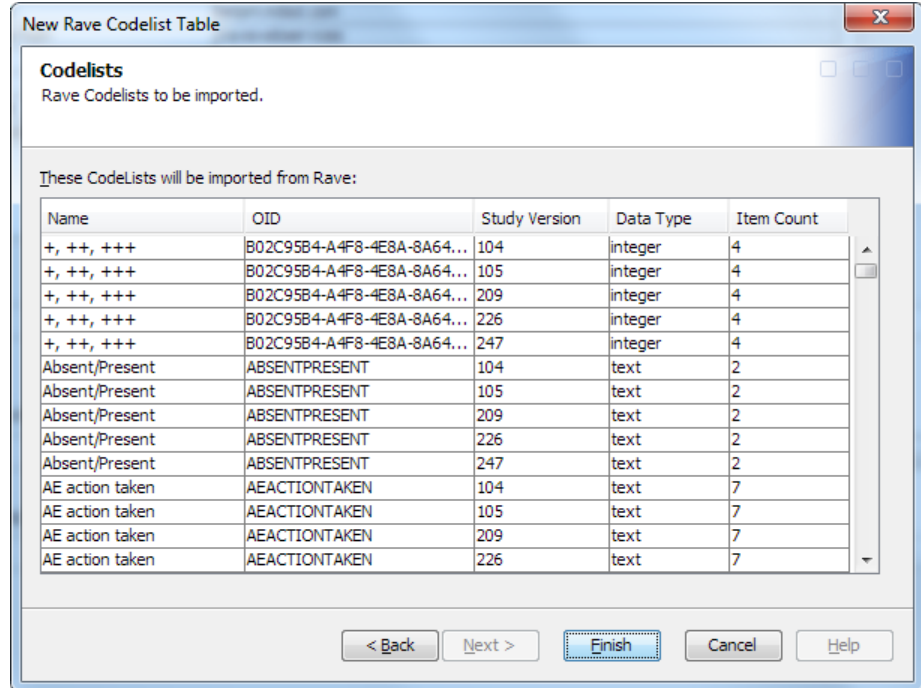 New Rave Codelist Table
Codelists
Rave Codelists to be imported.
These CodeLists will be imported from Rave:
Name OID Study Version Data Type Item Count
+, ++, +++ B02C95B4-A4F8-4E8A-8A64... 104 integer 4
+, ++, +++ B02C95B4-A4F8-4E8A-8A64... 105 integer 4
+, ++, +++ B02C95B4-A4F8-4E8A-8A64... 209 integer 4
+, ++, +++ B02C95B4-A4F8-4E8A-8A64... 226 integer 4
+, ++, +++ B02C95B4-A4F8-4E8A-8A64... 247 integer 4
Absent/Present ABSENTPRESENT 104 text 2
Absent/Present ABSENTPRESENT 105 text 2
Absent/Present ABSENTPRESENT 209 text 2
Absent/Present ABSENTPRESENT 226 text 2
Absent/Present ABSENTPRESENT 247 text 2
AE action taken AEACTIONTAKEN 104 text 7
AE action taken AEACTIONTAKEN 105 text 7
AE action taken AEACTIONTAKEN 209 text 7
AE action taken AEACTIONTAKEN 226 text 7
< Back Next > Finish Cancel Help